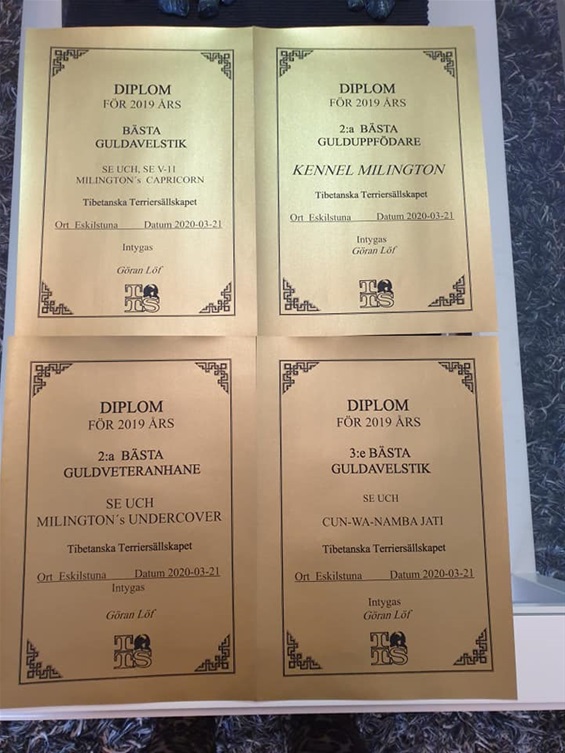 DIPLOM
FÖR 2019 ÅRS
BÄSTA
GULDAVELSTIK
SE UCH, SE V-11
MILINGTON´s CAPRICORN
Tibetanska Terriersällskapet
Ort Eskilstuna Datum 2020-03-21
Intygas
Göran Löf
TTS
DIPLOM
FÖR 2019 ÅRS
2:a BÄSTA
GULDUPPFÖDARE
KENNEL MILINGTON
Tibetanska Terriersällskapet
Ort Eskilstuna Datum 2020-03-21
Intygas
Göran Löf
TTS
DIPLOM
FÖR 2019 ÅRS
2:a BÄSTA
GULDVETERANHANE
SE UCH
MILINGTON´s UNDERCOVER
Tibetanska Terriersällskapet
Ort Eskilstuna Datum 2020-03-21
Intygas
Göran Löf
TTS
DIPLOM
FÖR 2019 ÅRS
3:e BÄSTA
GULDAVELSTIK
SE UCH
CUN-WA-NAMBA JATI
Tibetanska Terriersällskapet
Ort Eskilstuna Datum 2020-03-21
Intygas
Göran Löf
TTS